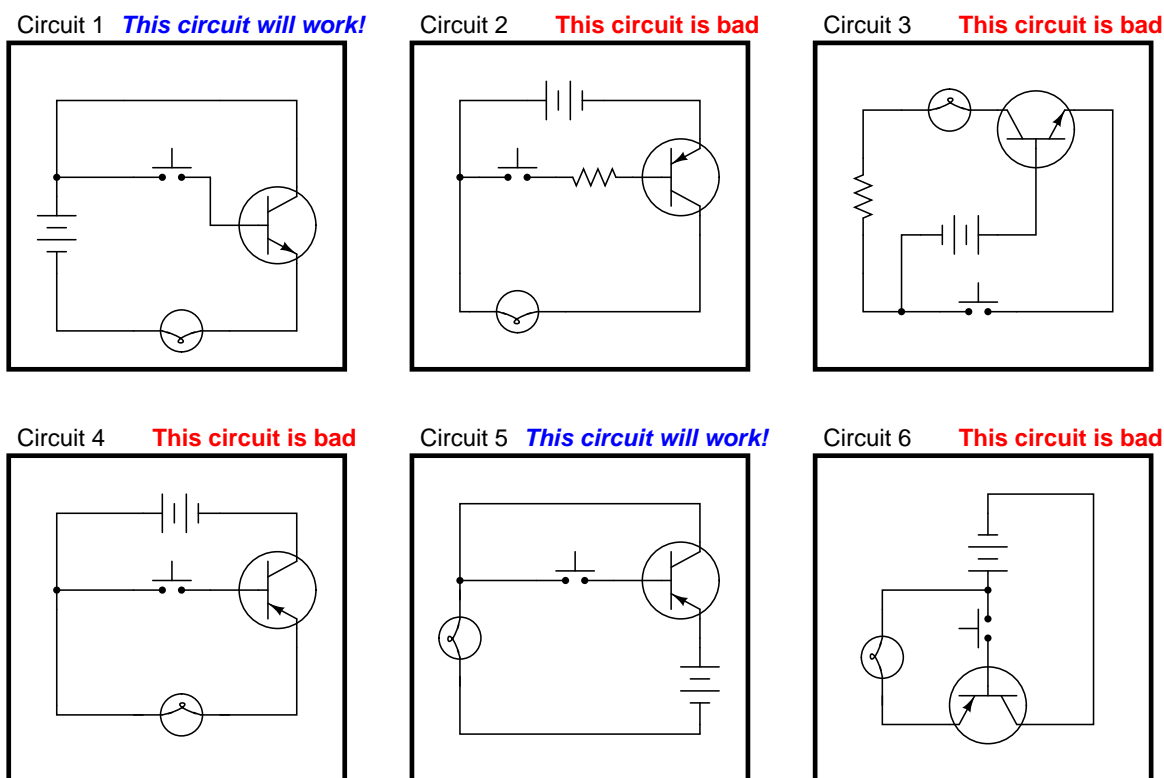 Circuit 1 This circuit will work!
Circuit 2 This circuit is bad
Circuit 3 This circuit is bad
Circuit 4 This circuit is bad
Circuit 5 This circuit will work!
Circuit 6 This circuit is bad